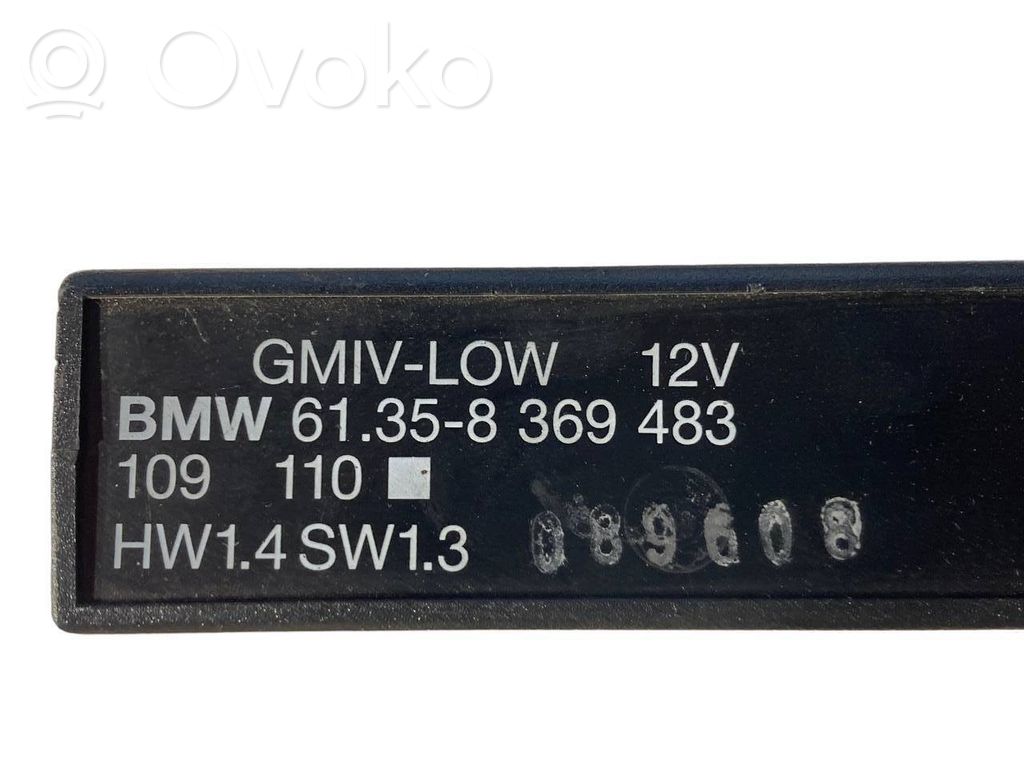 Ovoko
GMIV-LOW 12V
BMW 61.35-8 369 483
109 110
HW1.4 SW1.3 089608